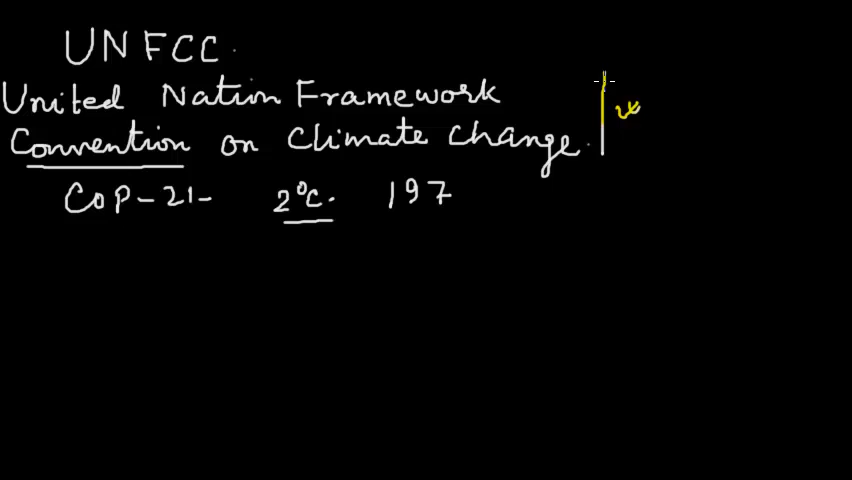 UNFCC.
United Nation Framework
Convention on Climate Change.
COP-21- 2°C. 197